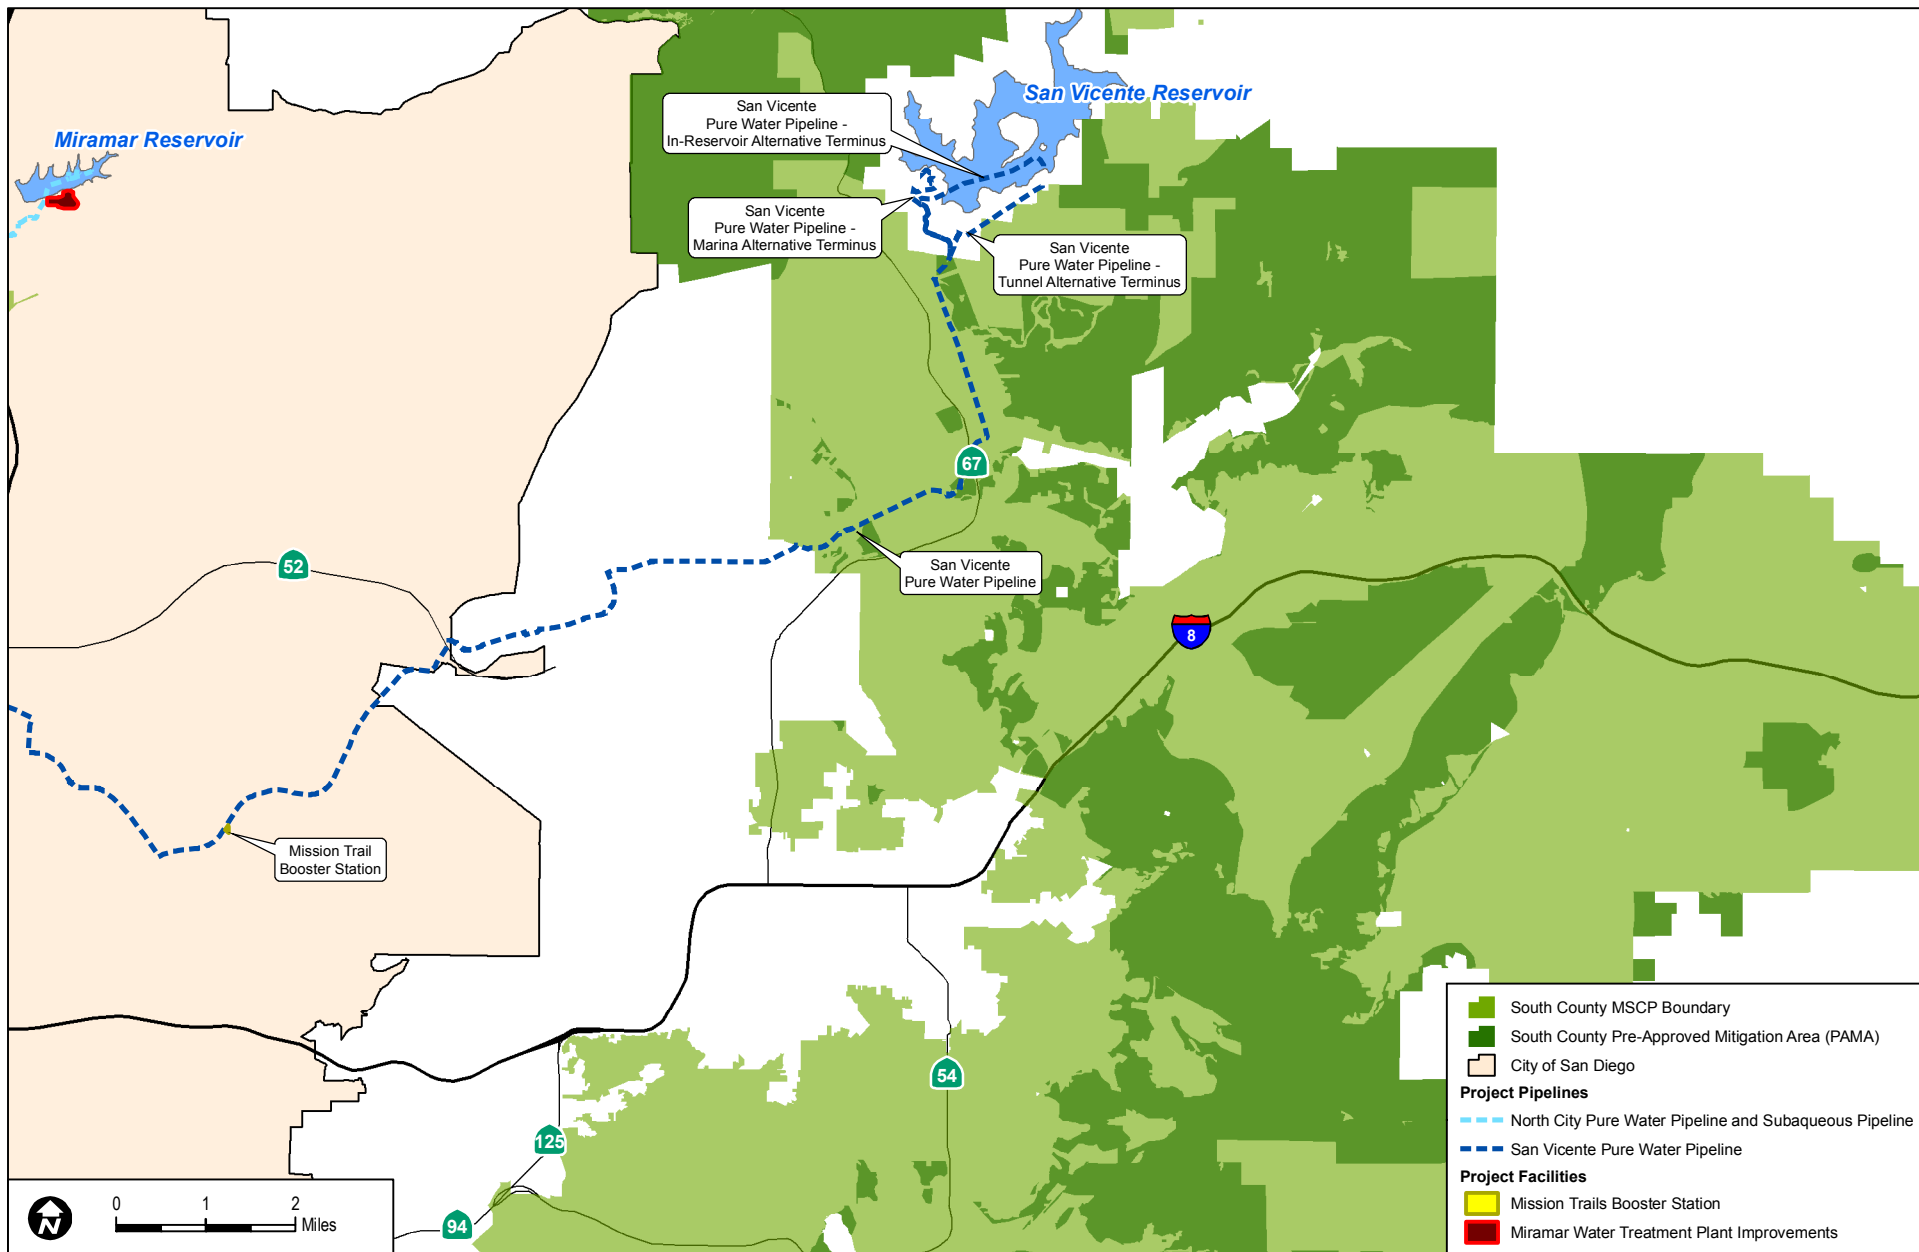 Miramar Reservoir
San Vicente Reservoir
San Vicente
Pure Water Pipeline -
In-Reservoir Alternative Terminus
San Vicente
Pure Water Pipeline -
Marina Alternative Terminus
San Vicente
Pure Water Pipeline -
Tunnel Alternative Terminus
67
52
San Vicente
Pure Water Pipeline
8
Mission Trail
Booster Station
54
125
94
N
0 1 2
Miles
South County MSCP Boundary
South County Pre-Approved Mitigation Area (PAMA)
City of San Diego
Project Pipelines
North City Pure Water Pipeline and Subaqueous Pipeline
San Vicente Pure Water Pipeline
Project Facilities
Mission Trails Booster Station
Miramar Water Treatment Plant Improvements